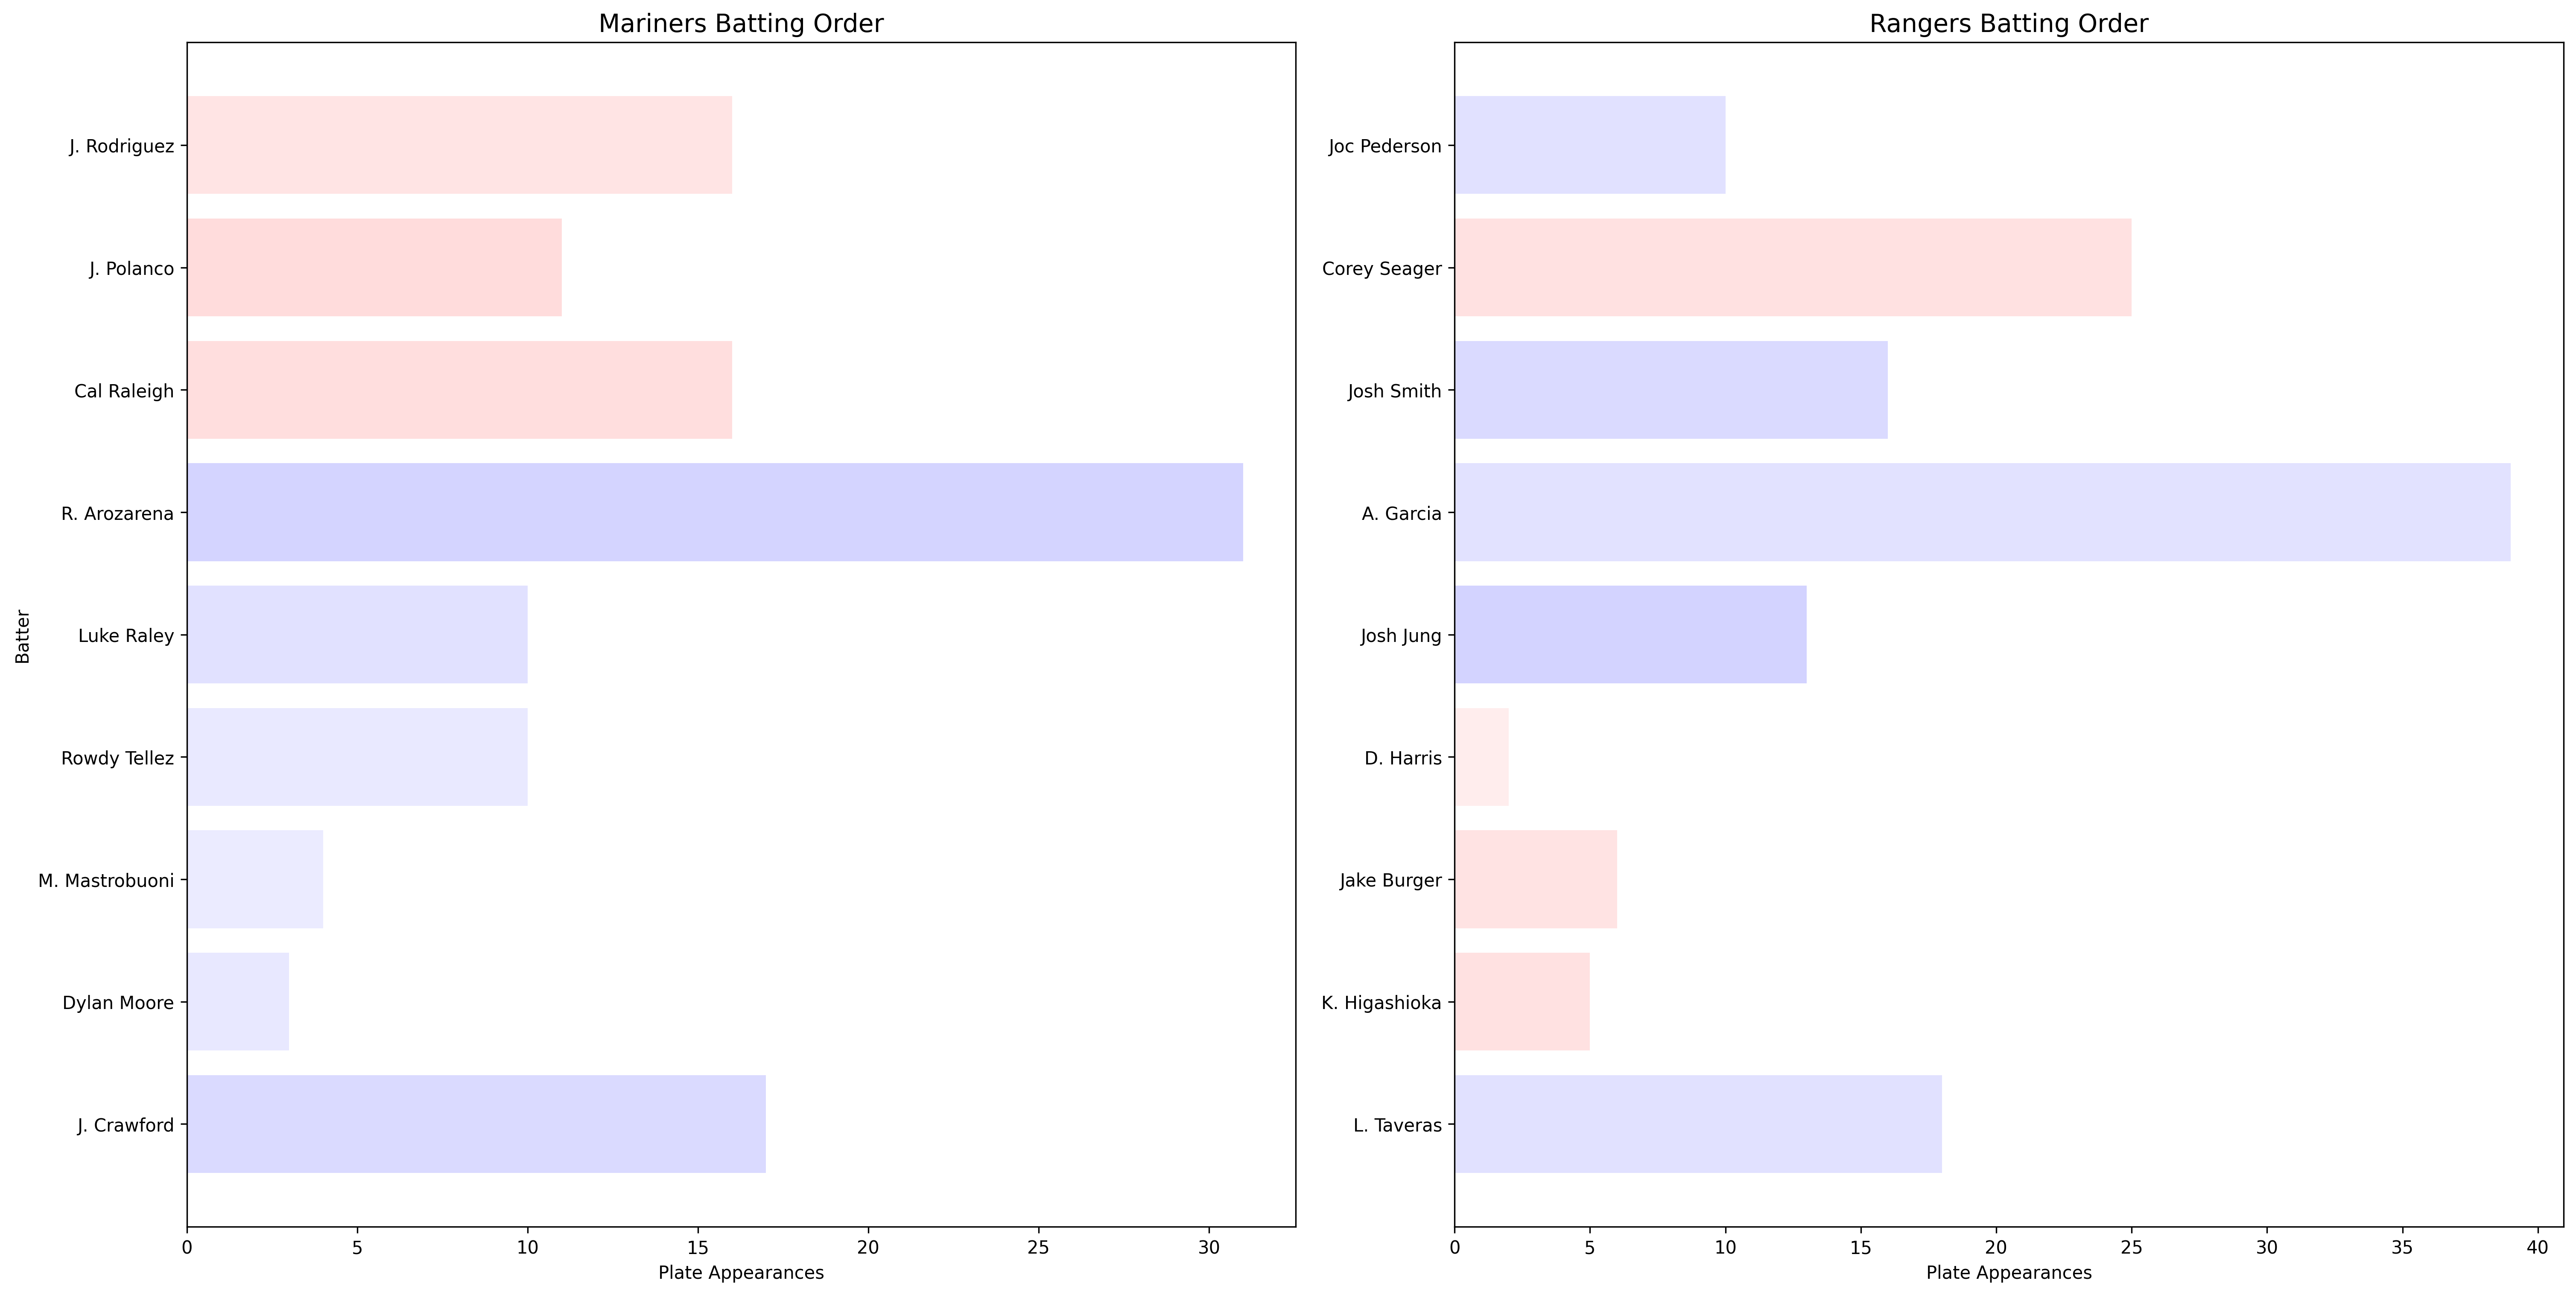 Mariners Batting Order
Batter
J. Rodriguez
J. Polanco
Cal Raleigh
R. Arozarena
Luke Raley
Rowdy Tellez
M. Mastrobuoni
Dylan Moore
J. Crawford
0 5 10 15 20 25 30
Plate Appearances
Rangers Batting Order
Joc Pederson
Corey Seager
Josh Smith
A. Garcia
Josh Jung
D. Harris
Jake Burger
K. Higashioka
L. Taveras
0 5 10 15 20 25 30 35 40
Plate Appearances